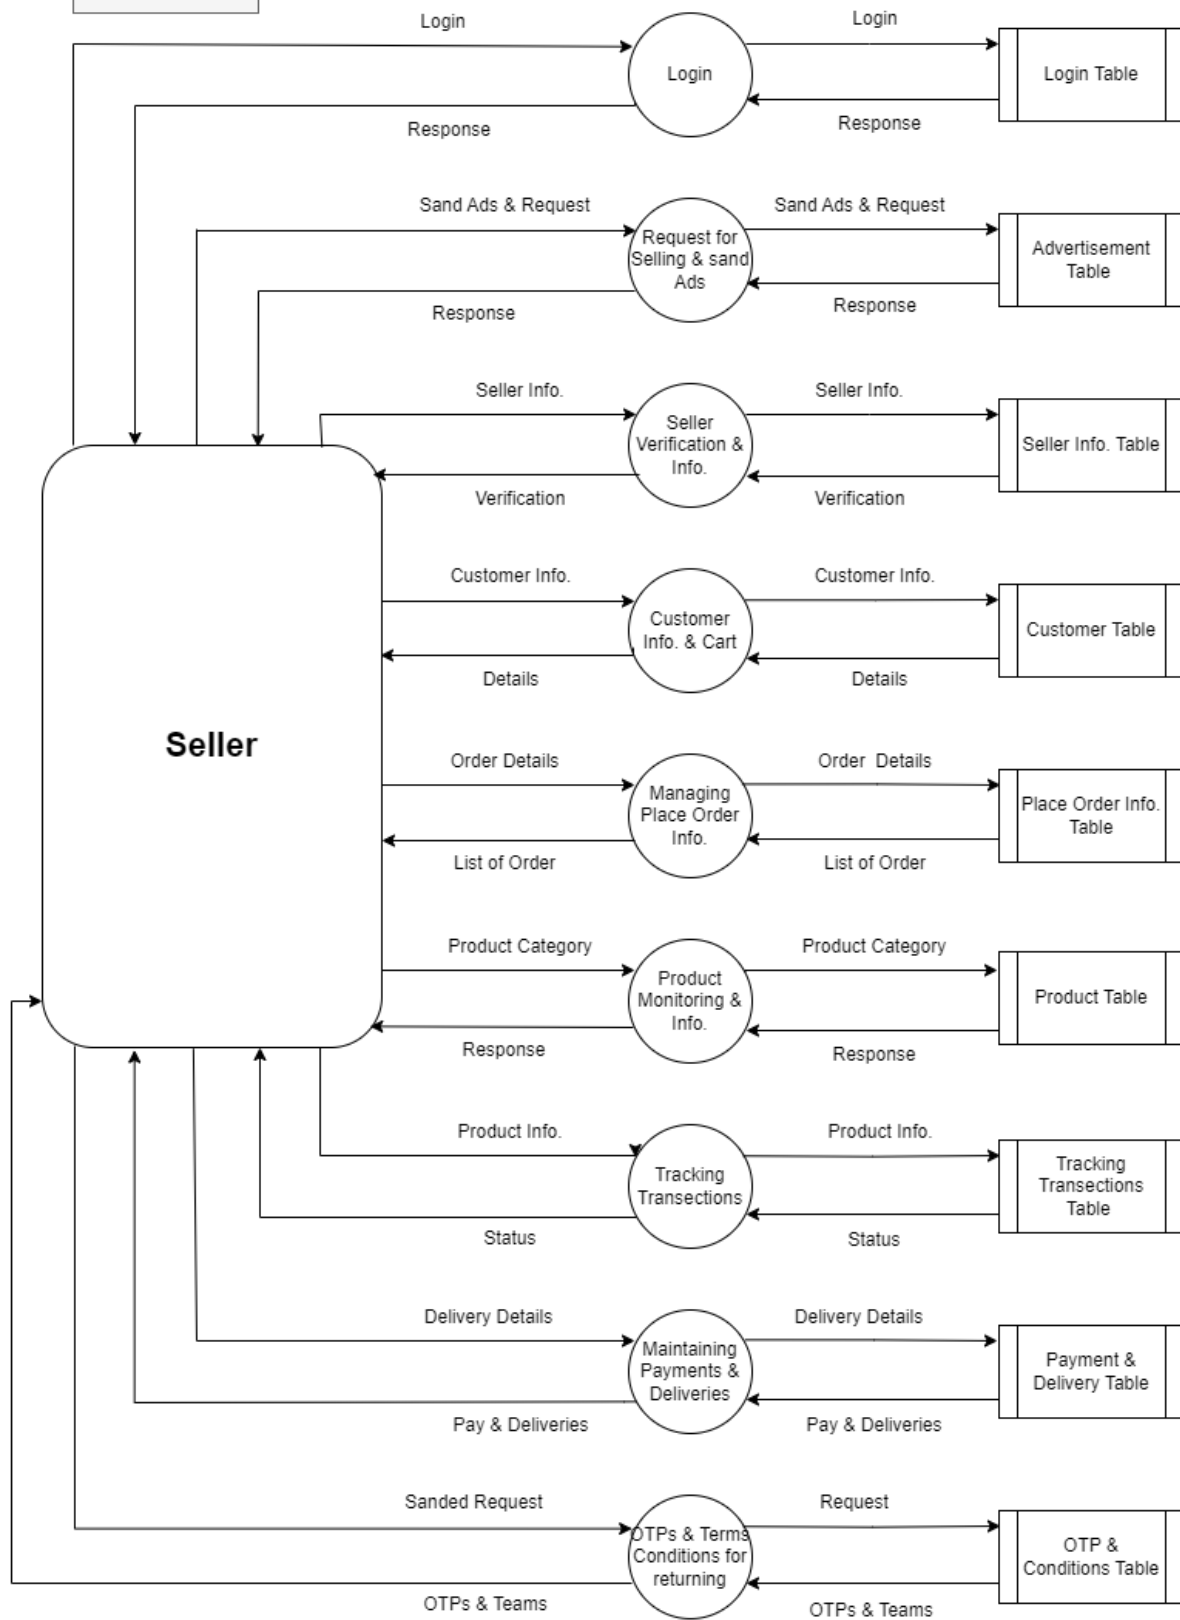 Login
Login
Login
Login Table
Response
Response
Sand Ads & Request
Sand Ads & Request
Request for
Selling & sand
Ads
Advertisement
Table
Response
Response
Seller Info.
Seller Info.
Seller
Verification &
Info.
Seller Info. Table
Verification
Verification
Customer Info.
Customer Info.
Customer
Info. & Cart
Customer Table
Details
Details
Seller
Order Details
Order  Details
Managing
Place Order
Info.
Place Order Info.
Table
List of Order
List of Order
Product Category
Product Category
Product
Monitoring &
Info.
Product Table
Response
Response
Product Info.
Product Info.
Tracking
Transections
Tracking
Transections
Table
Status
Status
Delivery Details
Delivery Details
Maintaining
Payments &
Deliveries
Payment &
Delivery Table
Pay & Deliveries
Pay & Deliveries
Sanded Request
Request
OTPs & Terms
Conditions for
returning
OTP &
Conditions Table
OTPs & Teams
OTPs & Teams